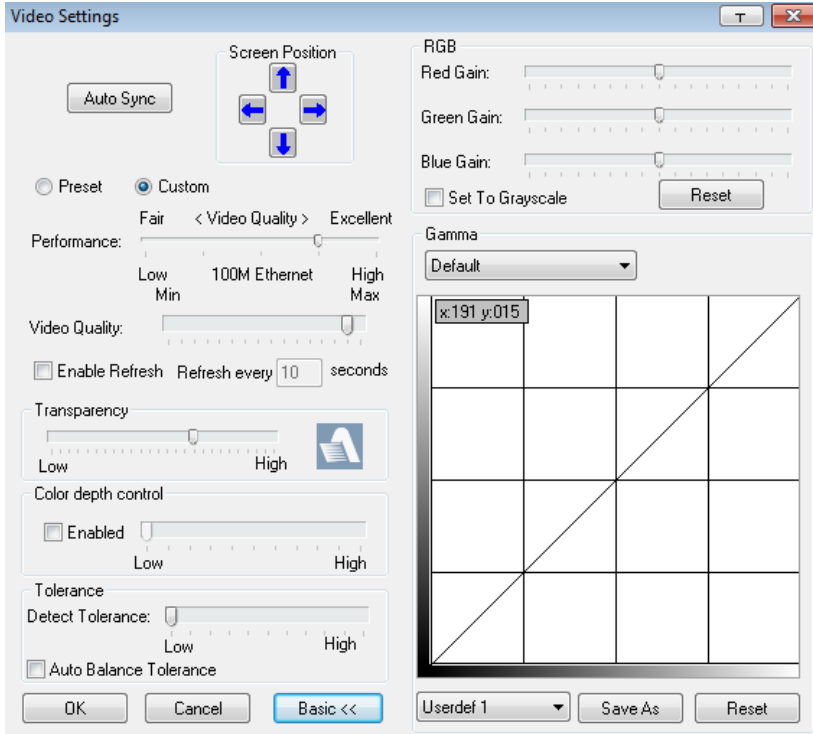 Video Settings
Screen Position
Auto Sync
Preset Custom
Fair < Video Quality > Excellent
Performance:
Low 100M Ethernet High
Min Max
Video Quality:
Enable Refresh Refresh every 10 seconds
Transparency
Low High
Color depth control
Enabled
Low High
Tolerance
Detect Tolerance:
Low High
Auto Balance Tolerance
OK Cancel Basic <<
RGB
Red Gain:
Green Gain:
Blue Gain:
Set To Grayscale Reset
Gamma
Default
x:191 y:015
Userdef 1 Save As Reset